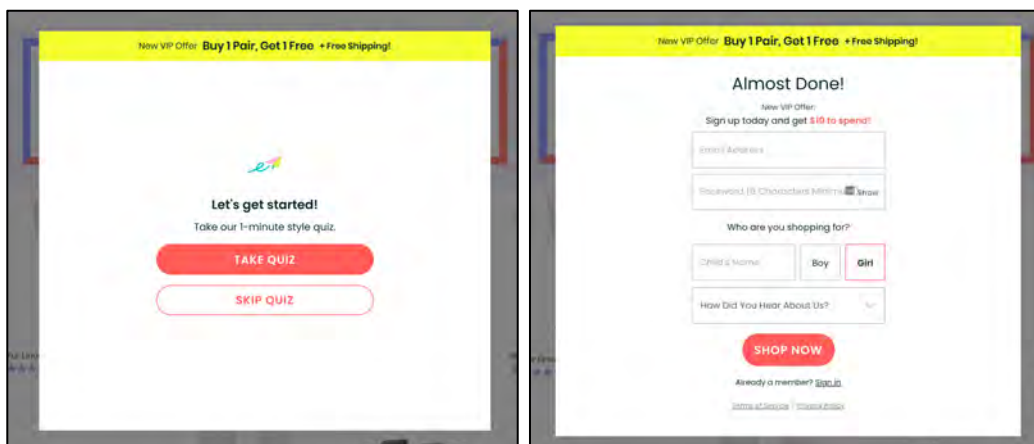 New VIP Offer Buy 1 Pair, Get 1 Free + Free Shipping!
Let's get started!
Take our 1-minute style quiz.
TAKE QUIZ
SKIP QUIZ
New VIP Offer Buy 1 Pair, Get 1 Free + Free Shipping!
Almost Done!
New VIP Offer:
Sign up today and get $10 to spend!
Email Address
Password (6 Characters Minimum Show
Who are you shopping for?
Child's Name Boy Girl
How Did You Hear About Us?
SHOP NOW
Already a member? Sign in
Terms of Service | Privacy Policy